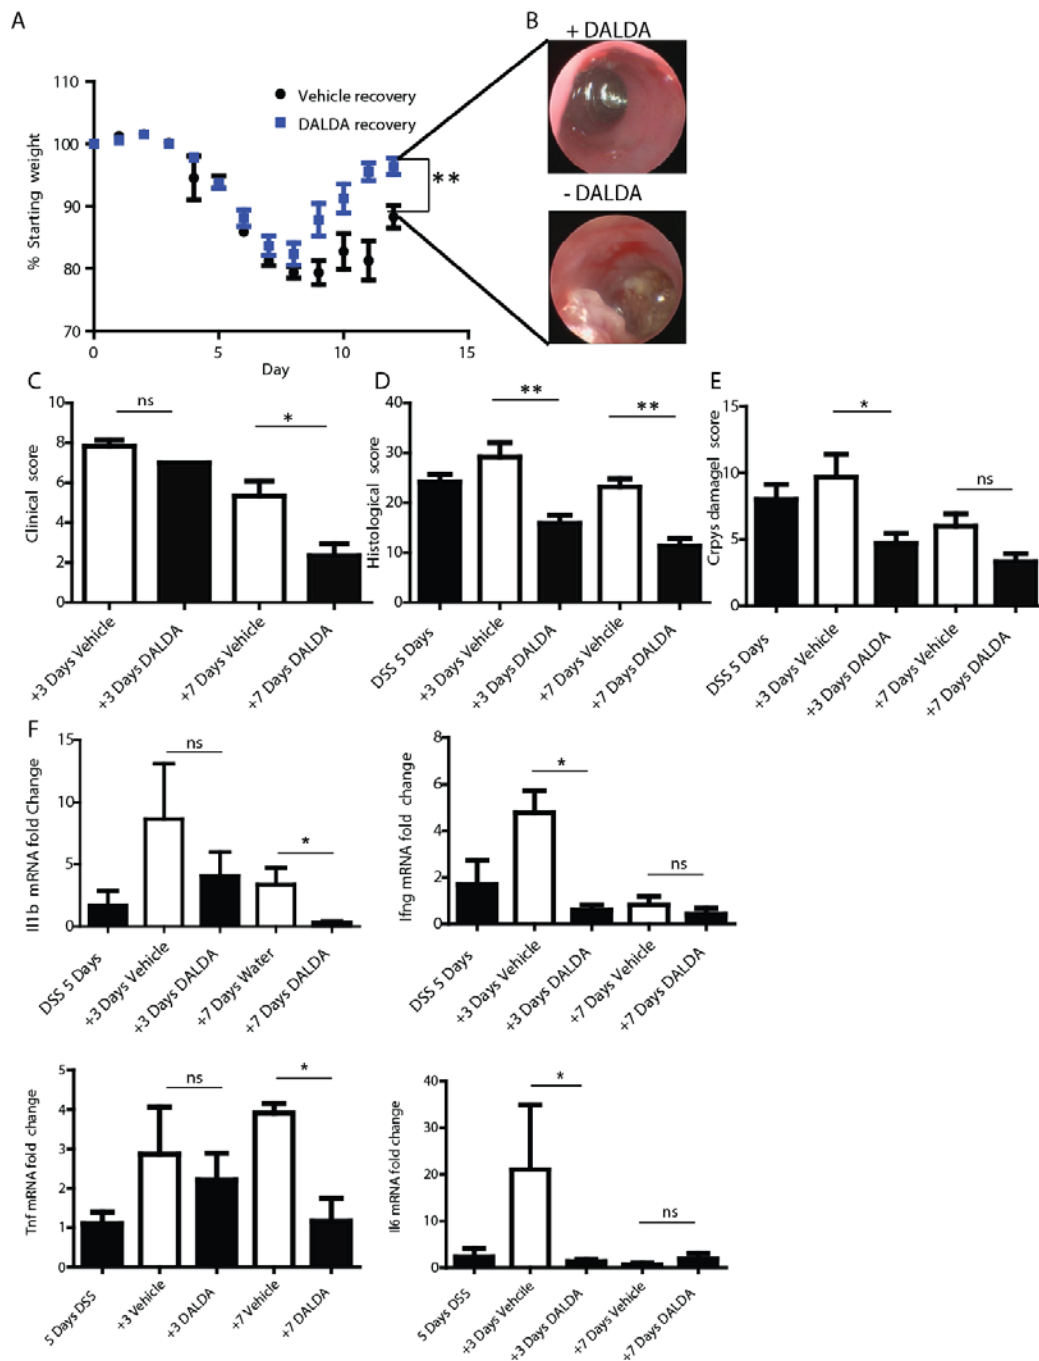 A
B
+ DALDA
110
100
90
80
70
% Starting weight
Vehicle recovery
DALDA recovery
**
- DALDA
0
5
10
15
Day
C
10
8
6
4
2
0
Clinical score
ns
*
+3 Days Vehicle
+3 Days DALDA
+7 Days Vehicle
+7 Days DALDA
D
40
30
20
10
0
Histological score
**
**
DSS 5 Days
+3 Days Vehicle
+3 Days DALDA
+7 Days Vehcile
+7 Days DALDA
E
15
10
5
0
Crpys damagel score
*
ns
DSS 5 Days
+3 Days Vehicle
+3 Days DALDA
+7 Days Vehicle
+7 Days DALDA
F
15
10
5
0
Il1b mRNA fold Change
ns
*
DSS 5 Days
+3 Days Vehicle
+3 Days DALDA
+7 Days Water
+7 Days DALDA
8
6
4
2
0
Ifng mRNA fold change
*
ns
DSS 5 Days
+3 Days Vehicle
+3 Days DALDA
+7 Days Vehicle
+7 Days DALDA
5
4
3
2
1
0
Tnf mRNA fold change
ns
*
5 Days DSS
+3 Vehicle
+3 DALDA
+7 Vehicle
+7 DALDA
40
30
20
10
0
Il6 mRNA fold change
*
ns
5 Days DSS
+3 Days Vehcile
+3 Days DALDA
+7 Days Vehicle
+7 Days DALDA